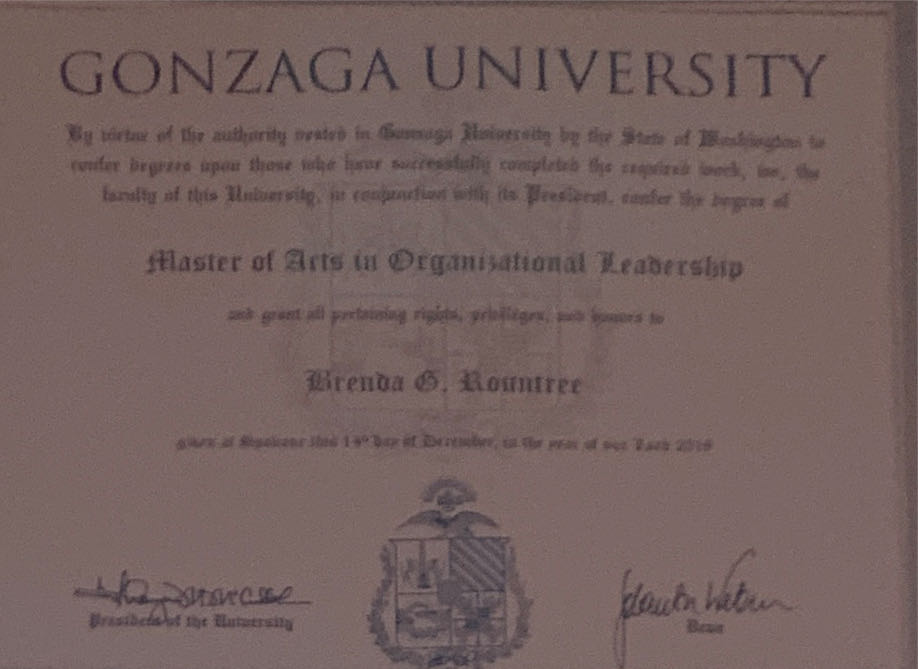 GONZAGA UNIVERSITY
By virtue of the authority vested in Gonzaga University by the State of Washington to
confer degrees upon those who have successfully completed the required work, we, the
faculty of this University, in conjunction with its President, confer the degree of
Master of Arts in Organizational Leadership
and grant all pertaining rights, privileges, and honors to
Brenda G. Rountree
given at Spokane this 14th day of December, in the year of our Lord
President of the University
Dean